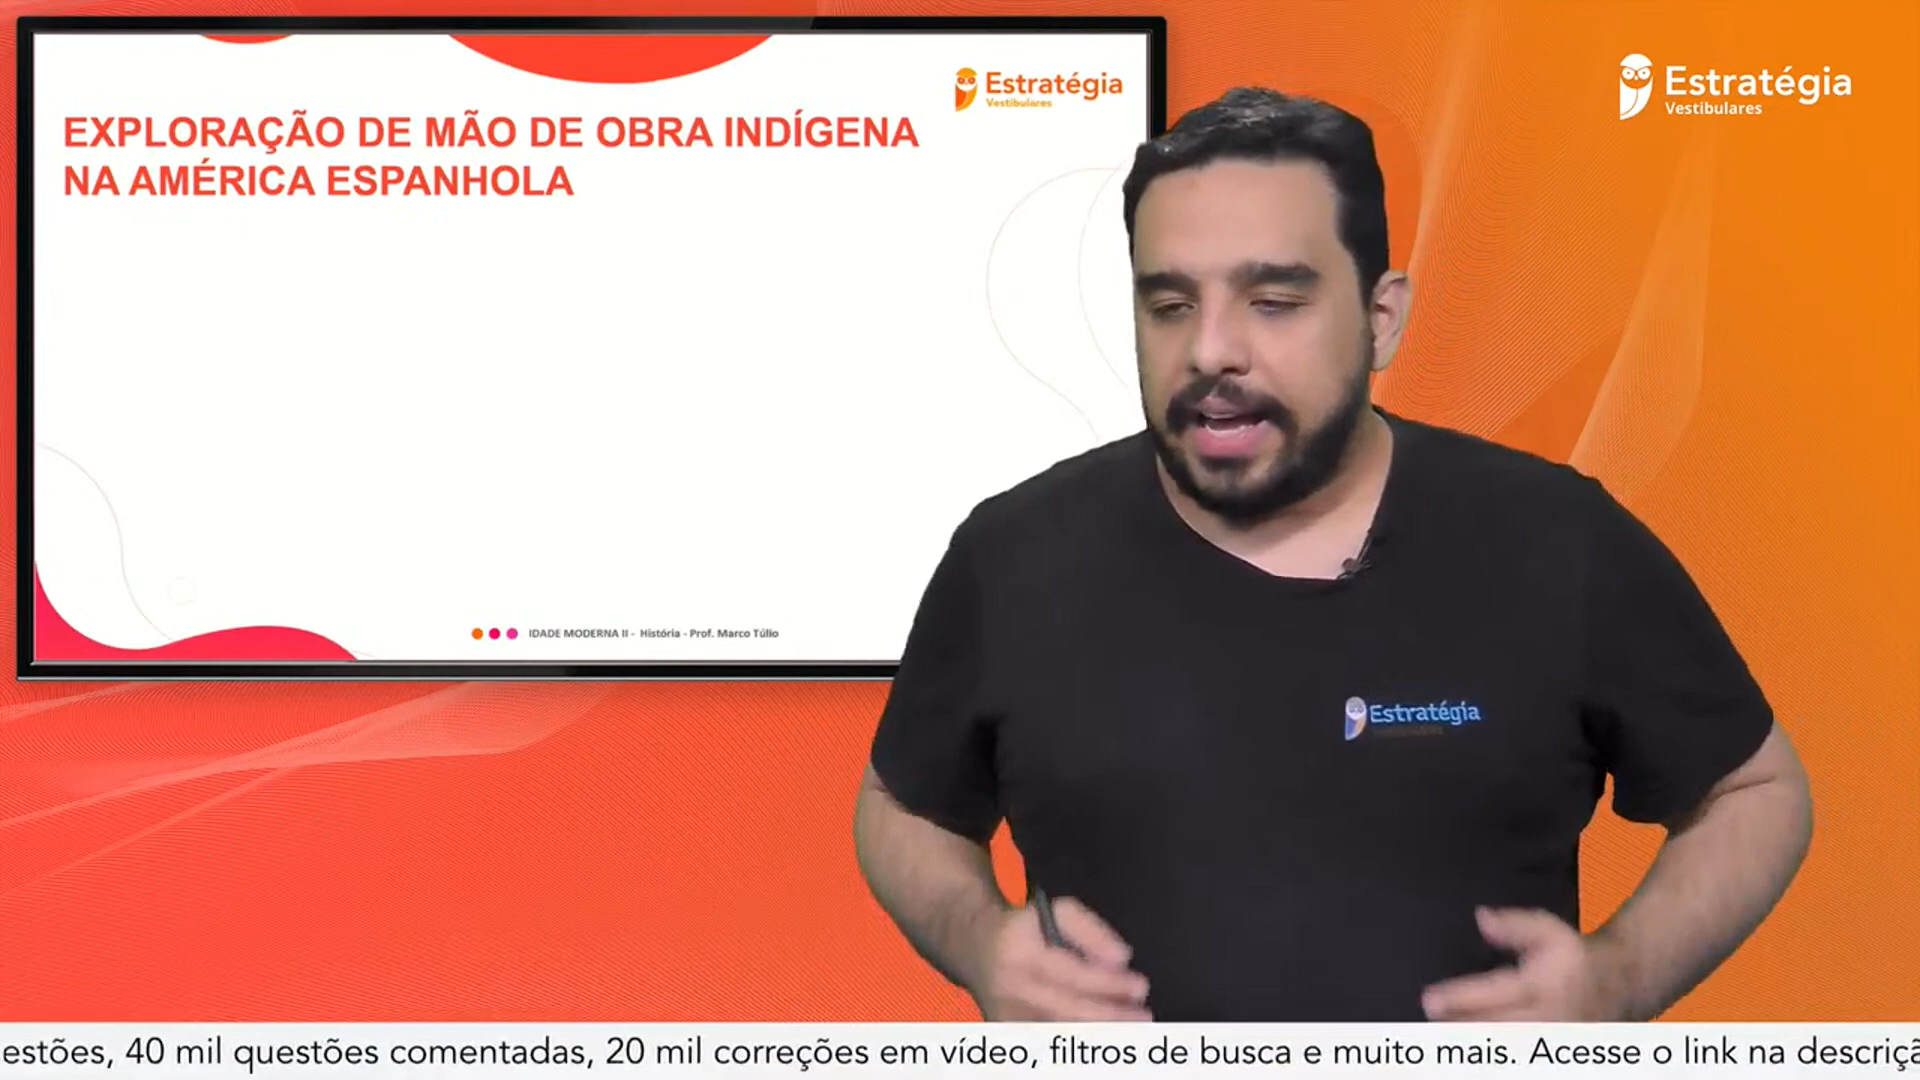 EXPLORAÇÃO DE MÃO DE OBRA INDÍGENA
NA AMÉRICA ESPANHOLA
Estratégia
Vestibulares
Estratégia
Vestibulares
Estratégia
IDADE MODERNA II - História - Prof. Marco Túlio
estões, 40 mil questões comentadas, 20 mil correções em vídeo, filtros de busca e muito mais. Acesse o link na descriçã